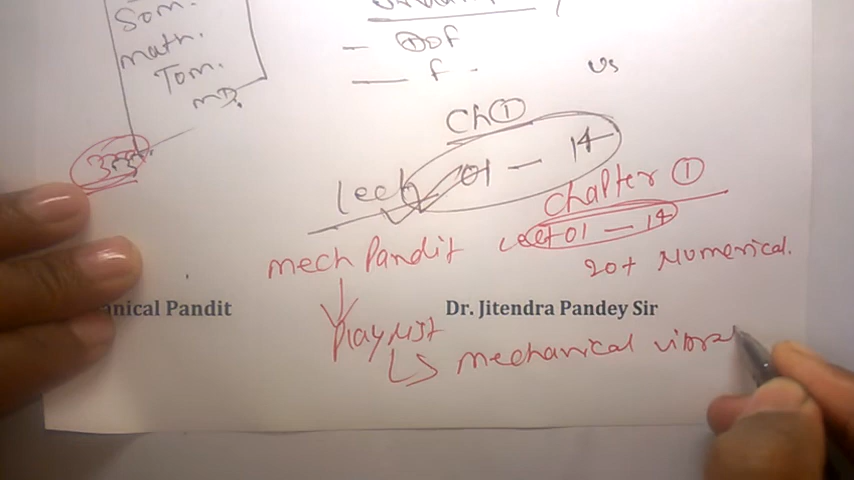 Som.
math.
Tom.
MD.
DOf
f
vs
Ch ①
Lect 01 — 14
Chapter ①
Lect 01 — 14
20+ Numerical.
mech Pandit
anical Pandit
Dr. Jitendra Pandey Sir
Playlist
mechanical vibra